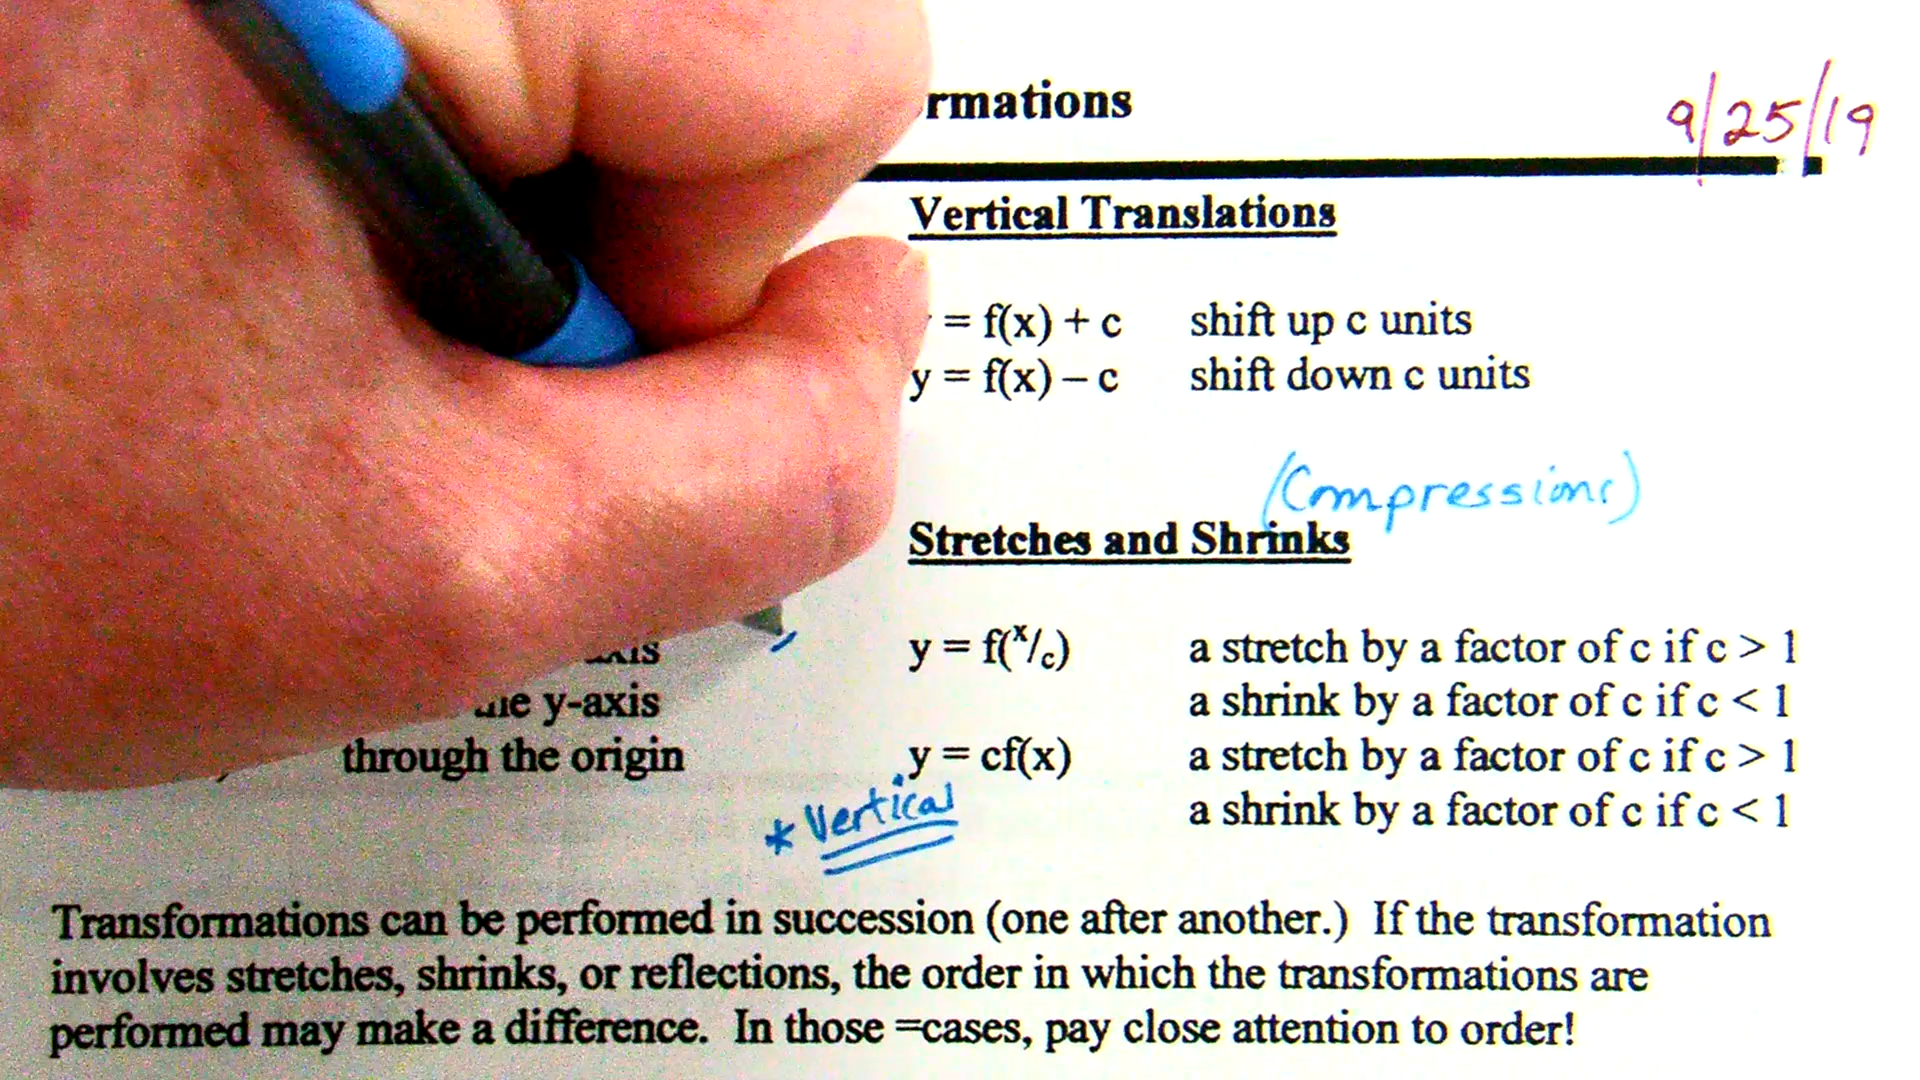 rmations
9/25/19
Vertical Translations
= f(x) + c shift up c units
y = f(x) – c shift down c units
(Compressions)
Stretches and Shrinks
y = f(x/c) a stretch by a factor of c if c > 1
y-axis a shrink by a factor of c if c < 1
through the origin y = cf(x) a stretch by a factor of c if c > 1
* Vertical
a shrink by a factor of c if c < 1
Transformations can be performed in succession (one after another.) If the transformation
involves stretches, shrinks, or reflections, the order in which the transformations are
performed may make a difference. In those =cases, pay close attention to order!